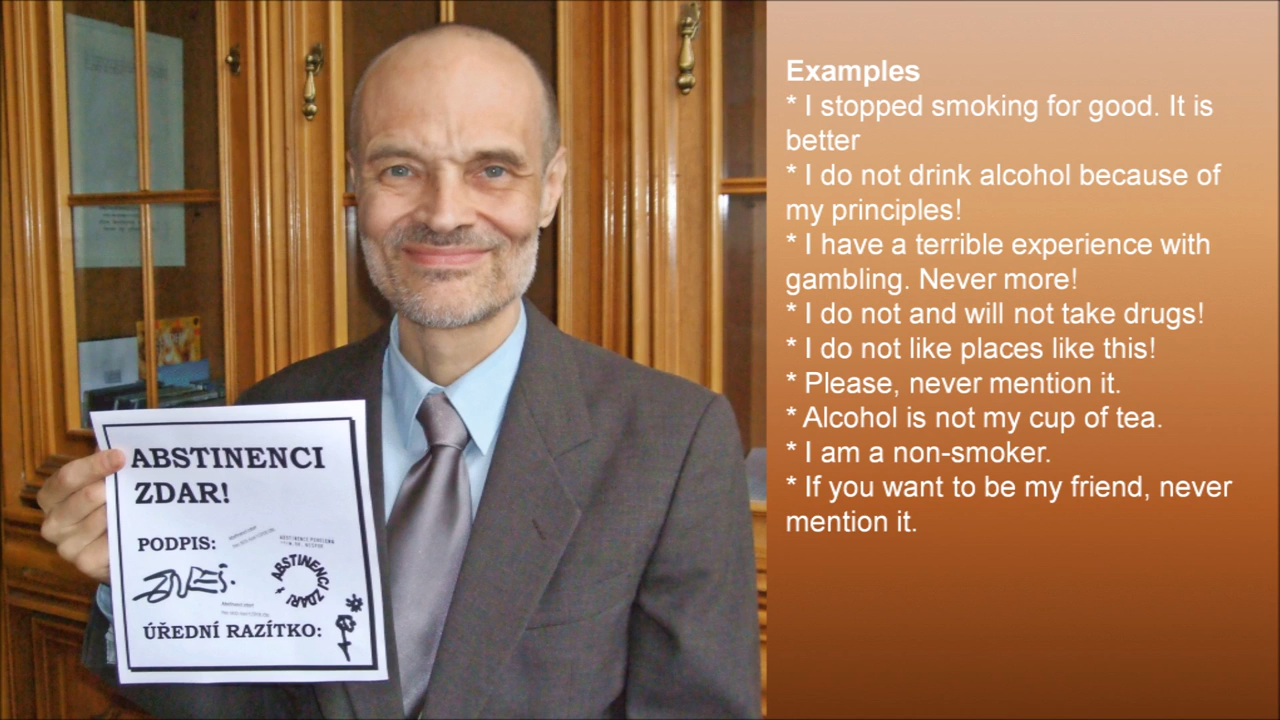 Examples
* I stopped smoking for good. It is
better
* I do not drink alcohol because of
my principles!
* I have a terrible experience with
gambling. Never more!
* I do not and will not take drugs!
* I do not like places like this!
* Please, never mention it.
* Alcohol is not my cup of tea.
* I am a non-smoker.
* If you want to be my friend, never
mention it.
ABSTINENCI
ZDAR!
PODPIS:
ABSTINENCI ZDAR!
ÚŘEDNÍ RAZÍTKO: